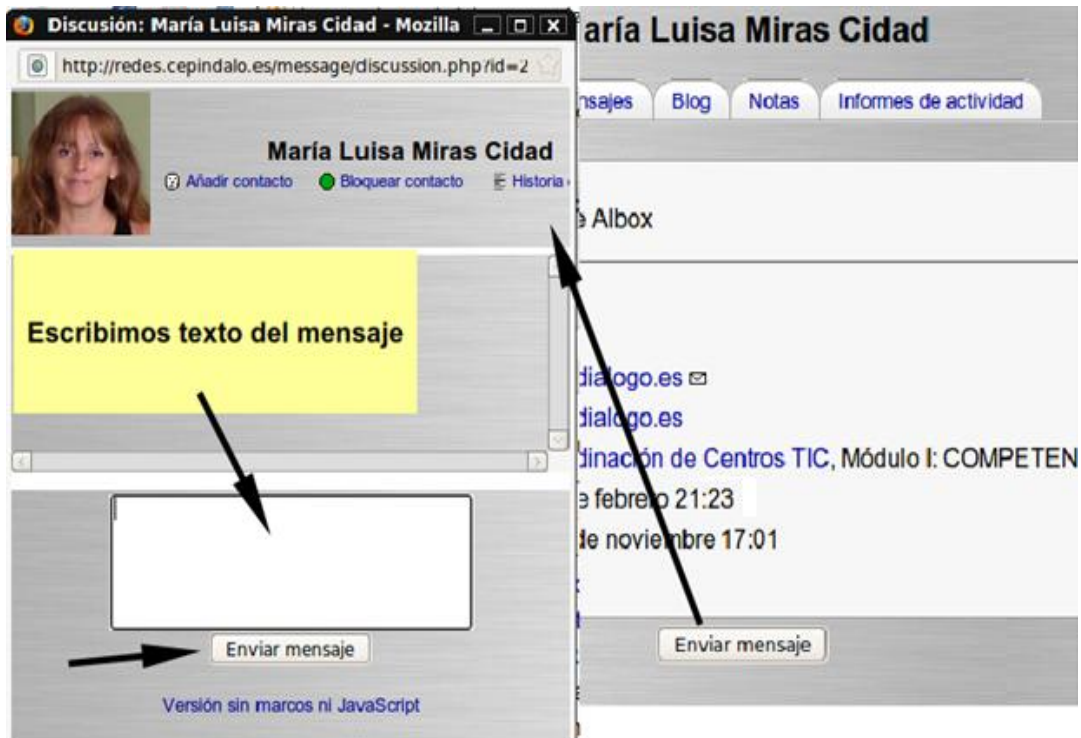 Discusión: María Luisa Miras Cidad - Mozilla
http://redes.cepindalo.es/message/discussion.php?id=2
María Luisa Miras Cidad
Añadir contacto Bloquear contacto Historia
Escribimos texto del mensaje
Enviar mensaje
Versión sin marcos ni JavaScript
aría Luisa Miras Cidad
nsajes Blog Notas Informes de actividad
e Albox
dialogo.es
dialogo.es
dinación de Centros TIC, Módulo I: COMPETEN
e febrero 21:23
de noviembre 17:01
Enviar mensaje